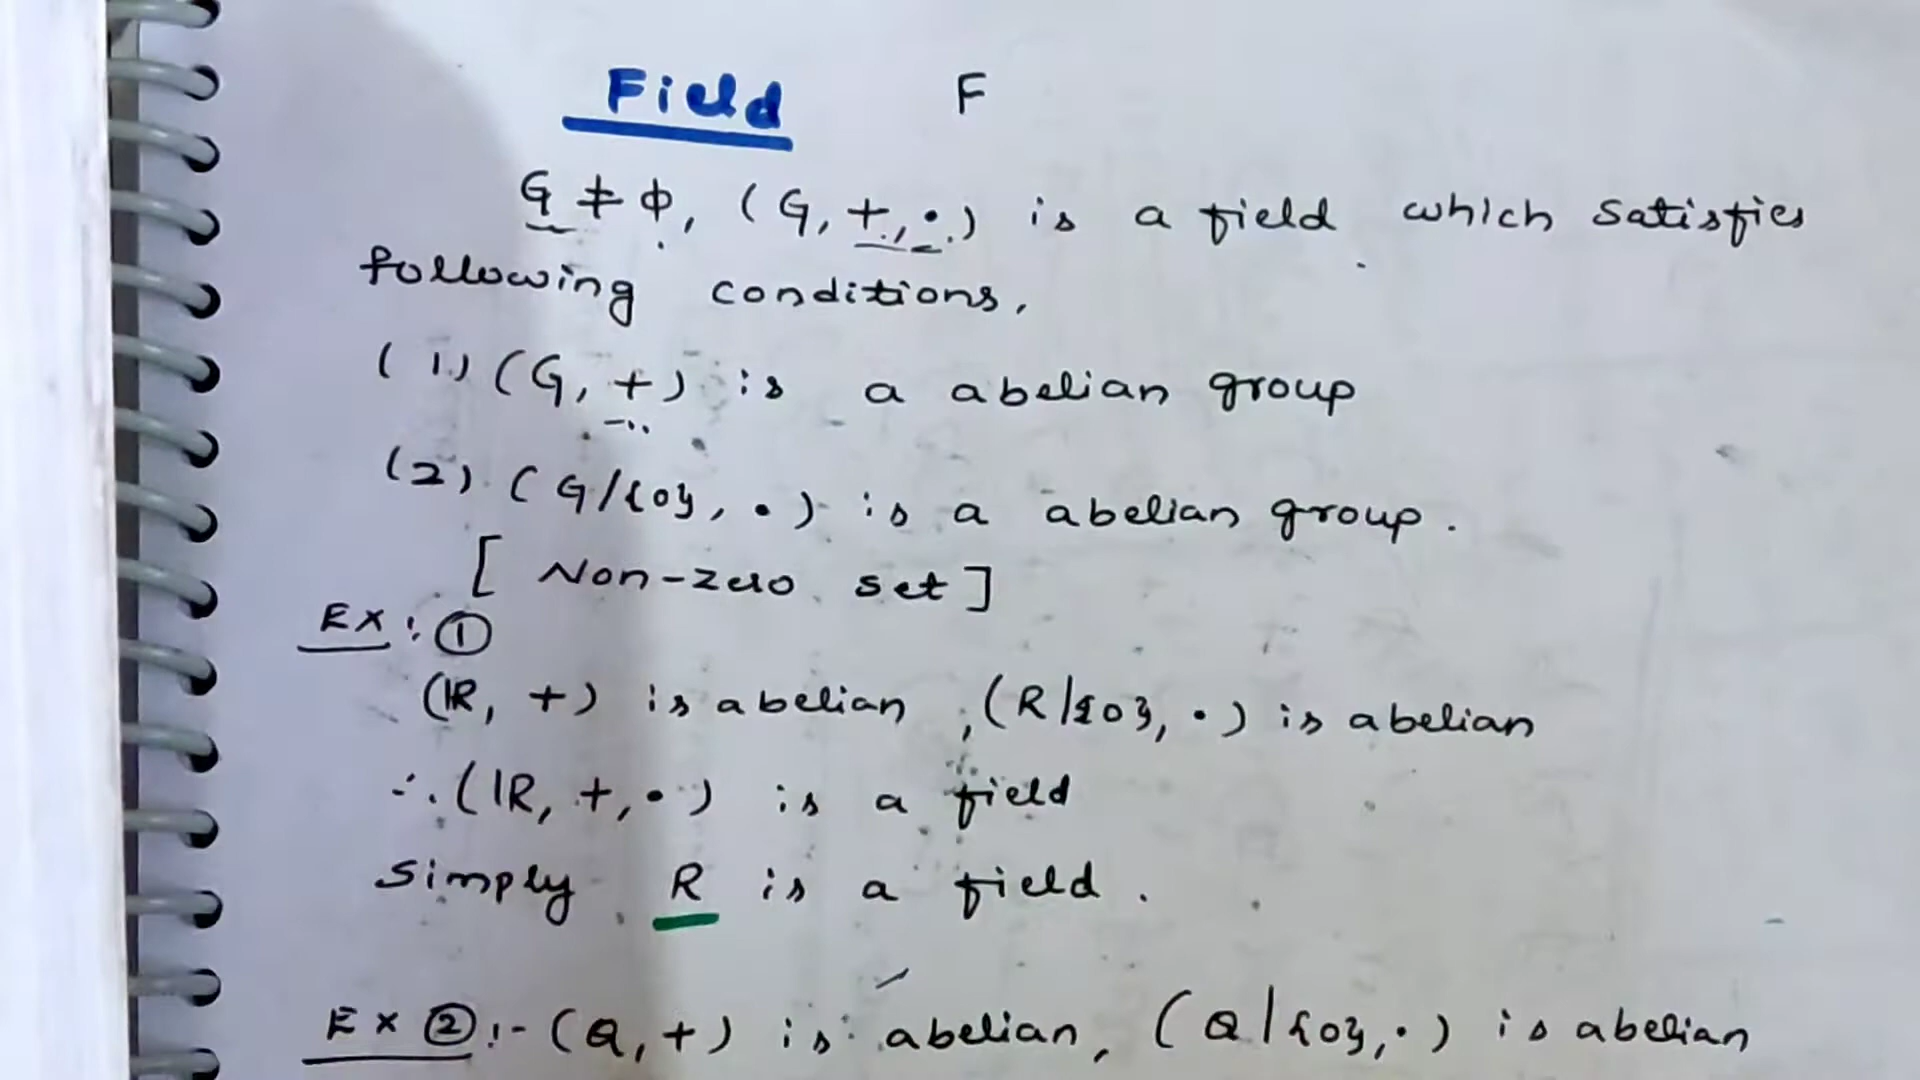 Field F
G ≠ φ, (G, +, •) is a field which satisfies
following conditions,
(1) (G, +) is a abelian group
(2) (G/{0}, •) is a abelian group.
[Non-zero set]
Ex: ①
(ℝ, +) is abelian, (R/{0}, •) is abelian
∴ (ℝ, +, •) is a field
Simply R is a field.
Ex ②:- (Q, +) is abelian, (Q/{0}, •) is abelian